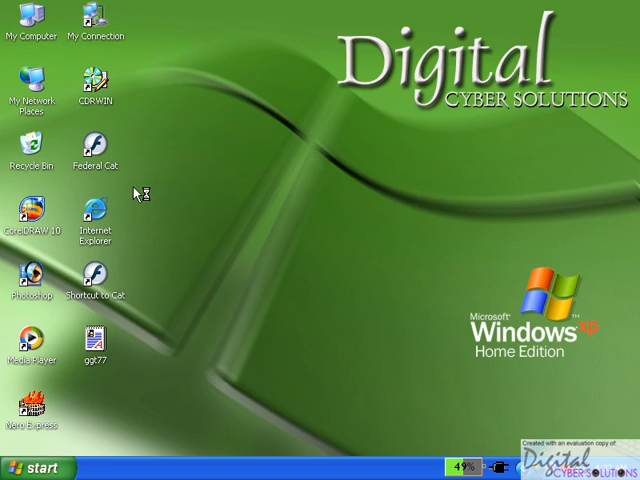 My Computer
My Connection
Digital
CYBER SOLUTIONS
My Network
Places
CDRWIN
Recycle Bin
Federal Cat
CorelDRAW 10
Internet
Explorer
Photoshop
Shortcut to Cat
Microsoft
Windows xp
Home Edition
Media Player
ggt77
Nero Express
Created with an evaluation copy of
Digital
CYBER SOLUTIONS
start
49%